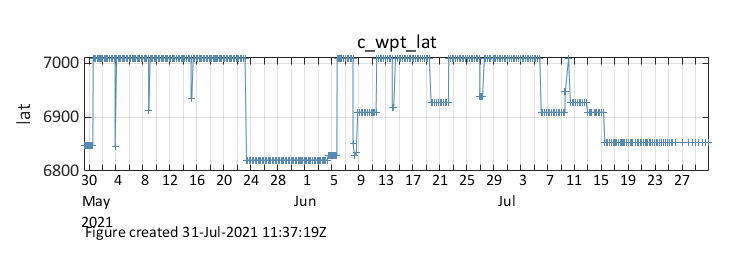 c_wpt_lat
7000
6900
6800
lat
30 4 8 12 16 20 24 28 1 5 9 13 17 21 25 29 3 7 11 15 19 23 27
May Jun Jul
2021
Figure created 31-Jul-2021 11:37:19Z